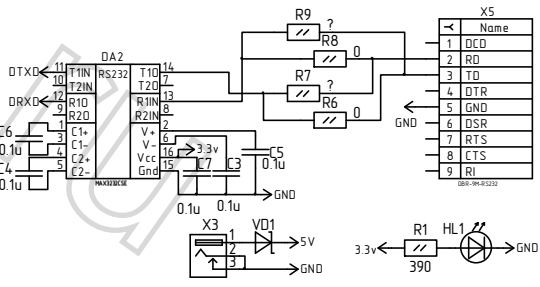 R9
?
R8
0
R7
?
R6
0
X5
Name
1 DCD
2 RD
3 TD
4 DTR
5 GND
6 DSR
7 RTS
8 CTS
9 RI
DBR-9M-RS232
GND
DA2
RS232
DTXD
11 T1IN
10 T2IN
DRXD
12 R1O
9 R2O
1 C1+
3 C1-
4 C2+
5 C2-
T1O 14
T2O 7
R1IN 13
R2IN 8
V+ 2
V- 6
Vcc 16
Gnd 15
MAX3232CSE
C6
0.1u
C4
0.1u
3.3v
C7
0.1u
C3
0.1u
C5
0.1u
GND
X3
1
2
3
VD1
5V
GND
3.3v
R1
390
HL1
GND
ru